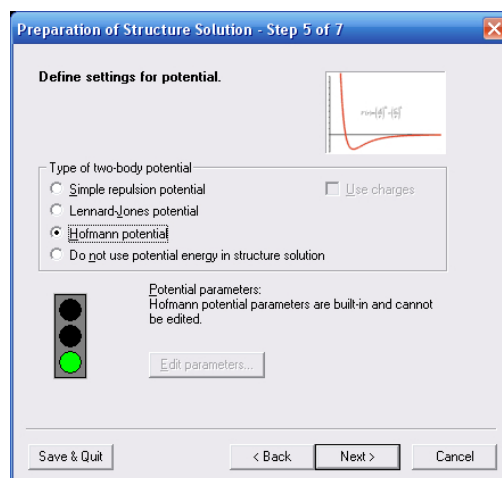 Preparation of Structure Solution - Step 5 of 7
Define settings for potential.
Type of two-body potential
Simple repulsion potential
Use charges
Lennard-Jones potential
Hofmann potential
Do not use potential energy in structure solution
Potential parameters:
Hofmann potential parameters are built-in and cannot
be edited.
Edit parameters...
Save & Quit
< Back
Next >
Cancel